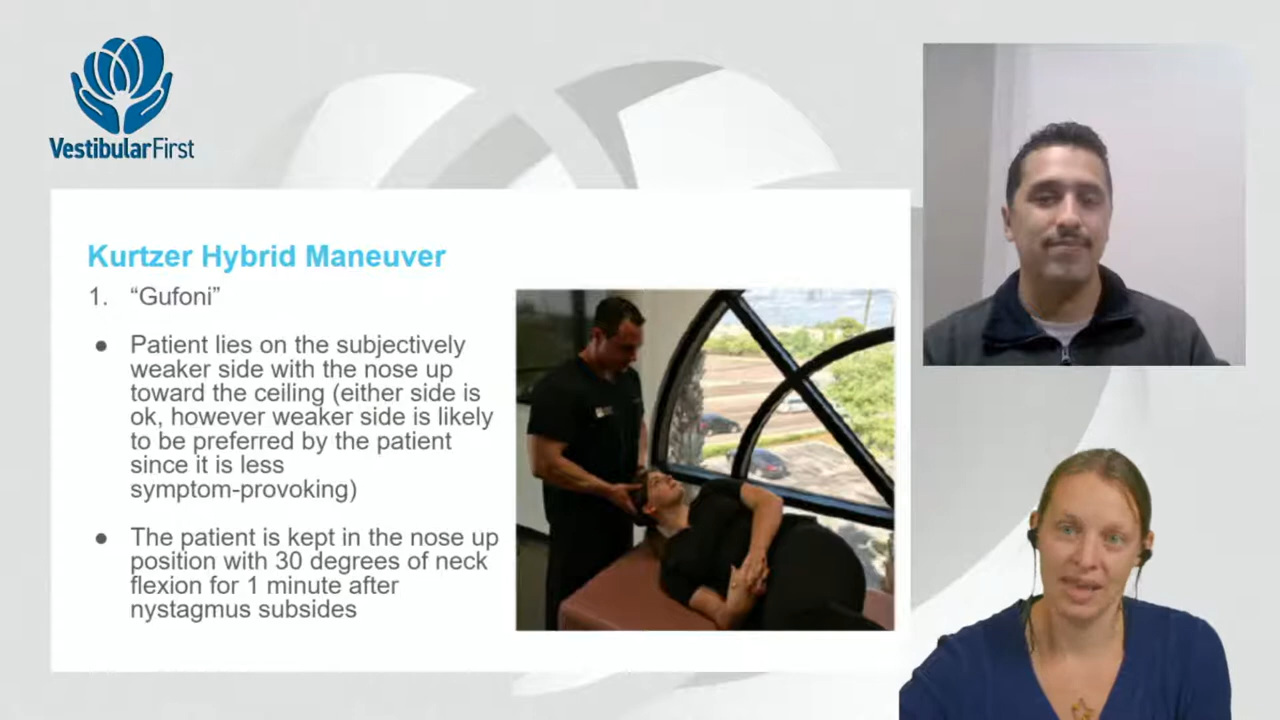 VestibularFirst
Kurtzer Hybrid Maneuver
1. “Gufoni”
● Patient lies on the subjectively
weaker side with the nose up
toward the ceiling (either side is
ok, however weaker side is likely
to be preferred by the patient
since it is less
symptom-provoking)
● The patient is kept in the nose up
position with 30 degrees of neck
flexion for 1 minute after
nystagmus subsides